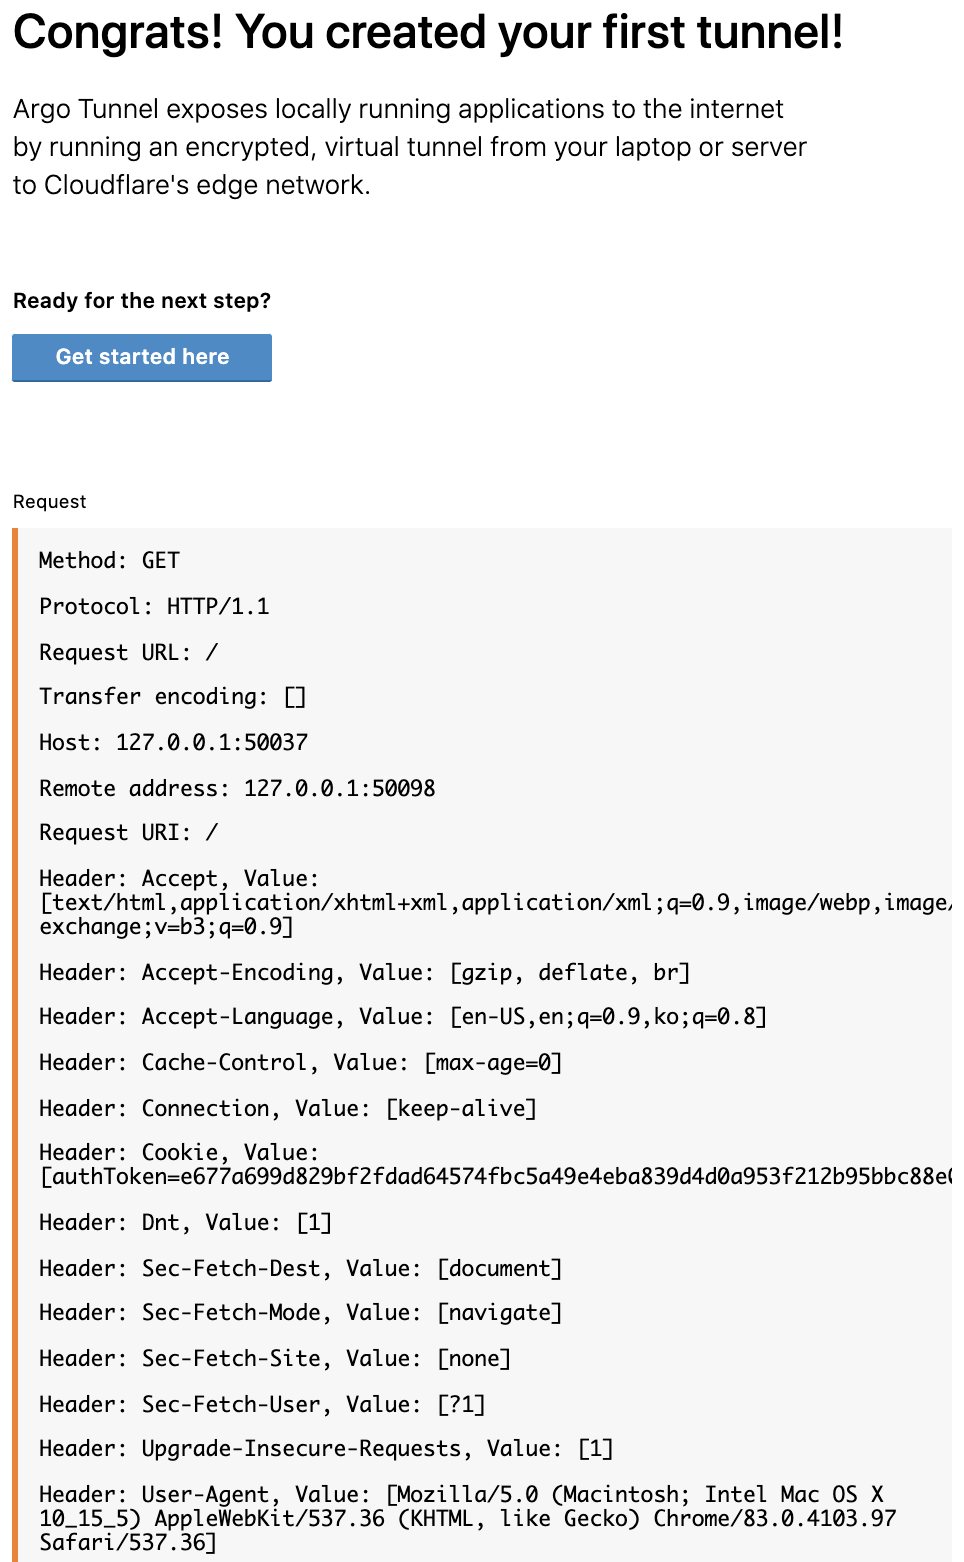 Congrats! You created your first tunnel!
Argo Tunnel exposes locally running applications to the internet
by running an encrypted, virtual tunnel from your laptop or server
to Cloudflare's edge network.
Ready for the next step?
Get started here
Request
Method: GET
Protocol: HTTP/1.1
Request URL: /
Transfer encoding: []
Host: 127.0.0.1:50037
Remote address: 127.0.0.1:50098
Request URI: /
Header: Accept, Value:
[text/html,application/xhtml+xml,application/xml;q=0.9,image/webp,image/
exchange;v=b3;q=0.9]
Header: Accept-Encoding, Value: [gzip, deflate, br]
Header: Accept-Language, Value: [en-US,en;q=0.9,ko;q=0.8]
Header: Cache-Control, Value: [max-age=0]
Header: Connection, Value: [keep-alive]
Header: Cookie, Value:
[authToken=e677a699d829bf2fdad64574fbc5a49e4eba839d4d0a953f212b95bbc88e0
Header: Dnt, Value: [1]
Header: Sec-Fetch-Dest, Value: [document]
Header: Sec-Fetch-Mode, Value: [navigate]
Header: Sec-Fetch-Site, Value: [none]
Header: Sec-Fetch-User, Value: [?1]
Header: Upgrade-Insecure-Requests, Value: [1]
Header: User-Agent, Value: [Mozilla/5.0 (Macintosh; Intel Mac OS X
10_15_5) AppleWebKit/537.36 (KHTML, like Gecko) Chrome/83.0.4103.97
Safari/537.36]